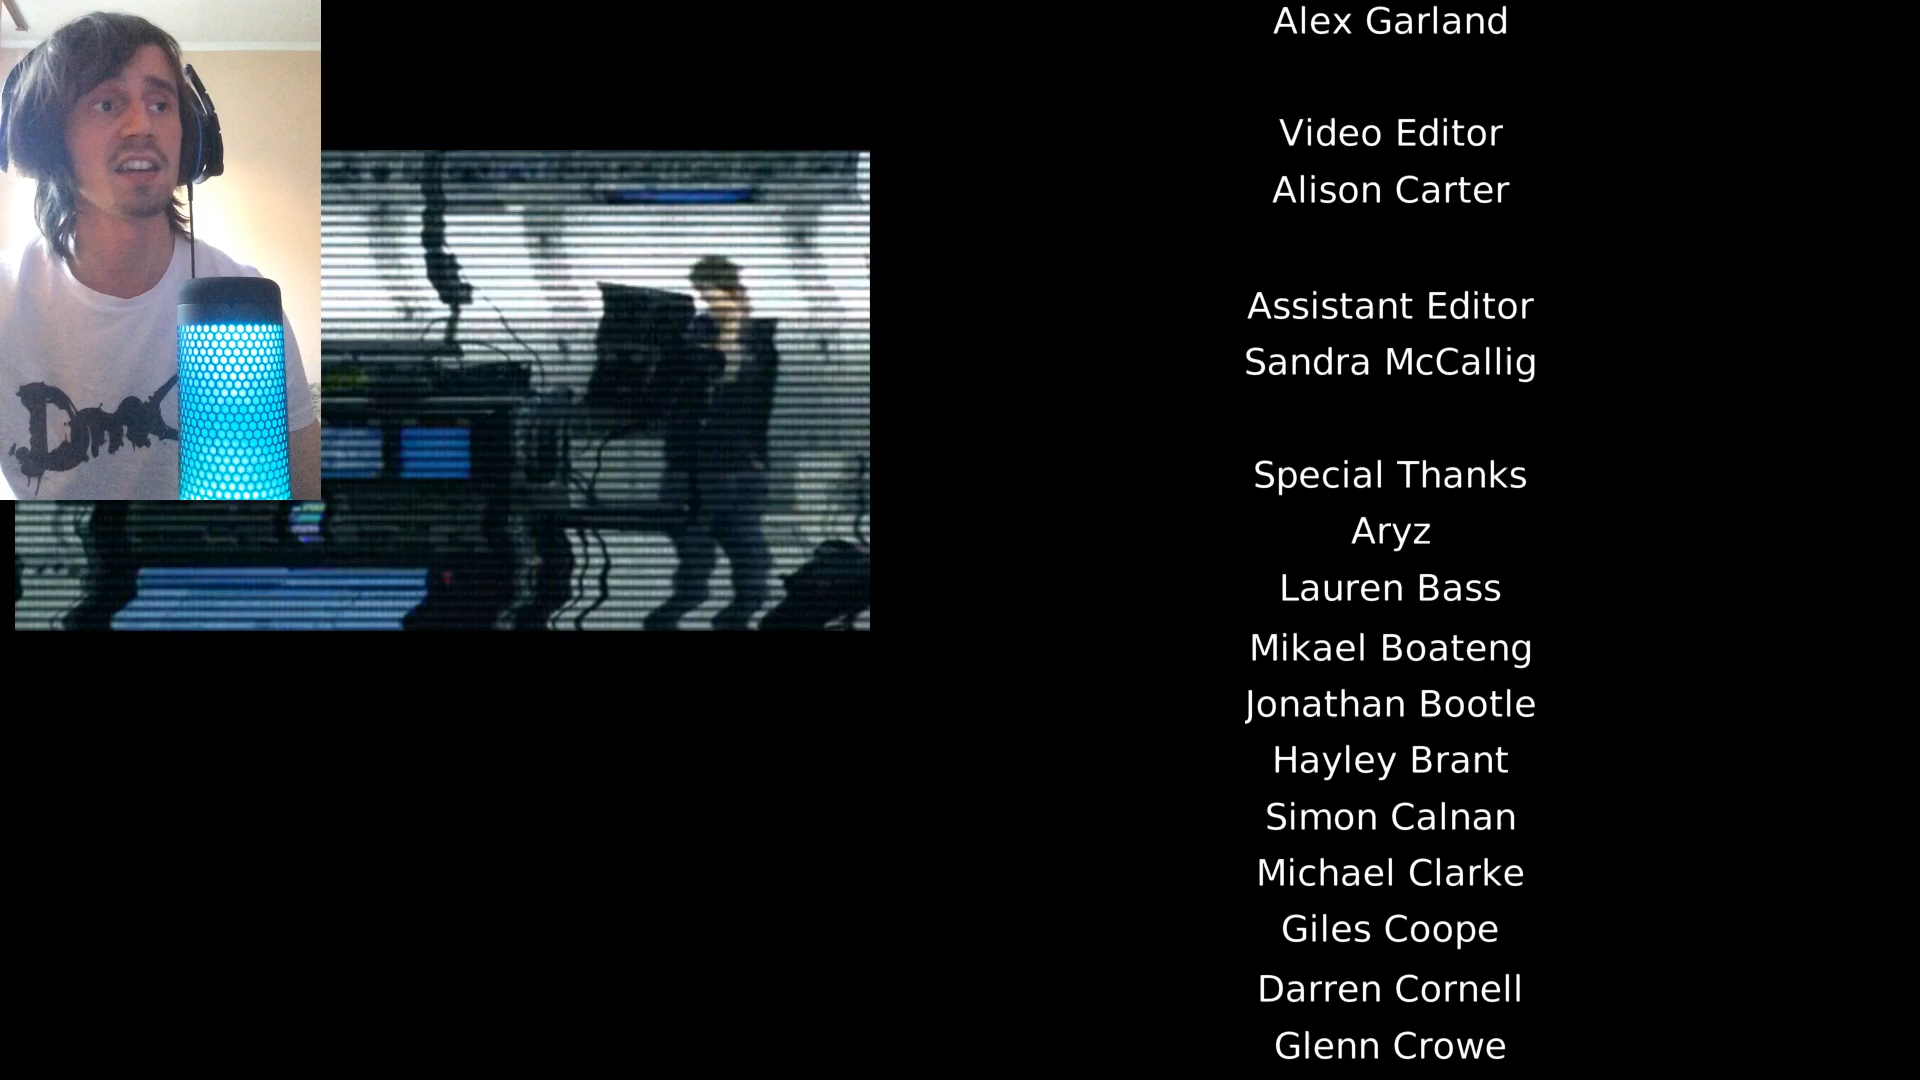 DmC
Alex Garland
Video Editor
Alison Carter
Assistant Editor
Sandra McCallig
Special Thanks
Aryz
Lauren Bass
Mikael Boateng
Jonathan Bootle
Hayley Brant
Simon Calnan
Michael Clarke
Giles Coope
Darren Cornell
Glenn Crowe